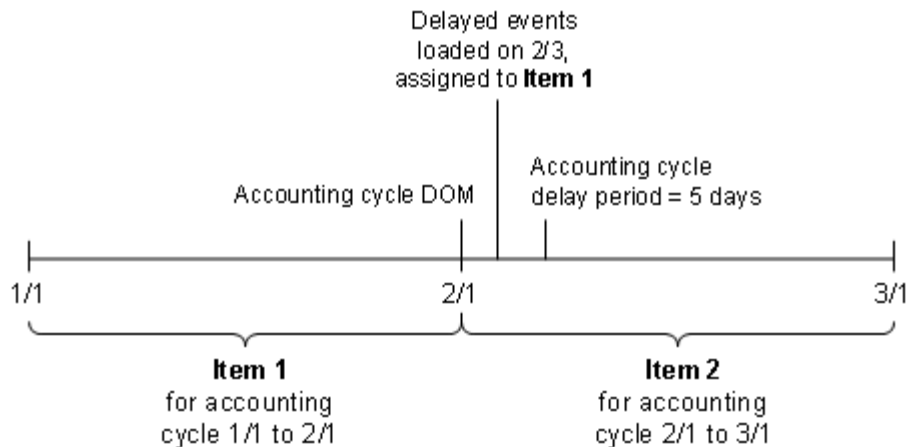 Delayed events
loaded on 2/3,
assigned to Item 1
Accounting cycle
delay period = 5 days
Accounting cycle DOM
1/1
2/1
3/1
Item 1
for accounting
cycle 1/1 to 2/1
Item 2
for accounting
cycle 2/1 to 3/1